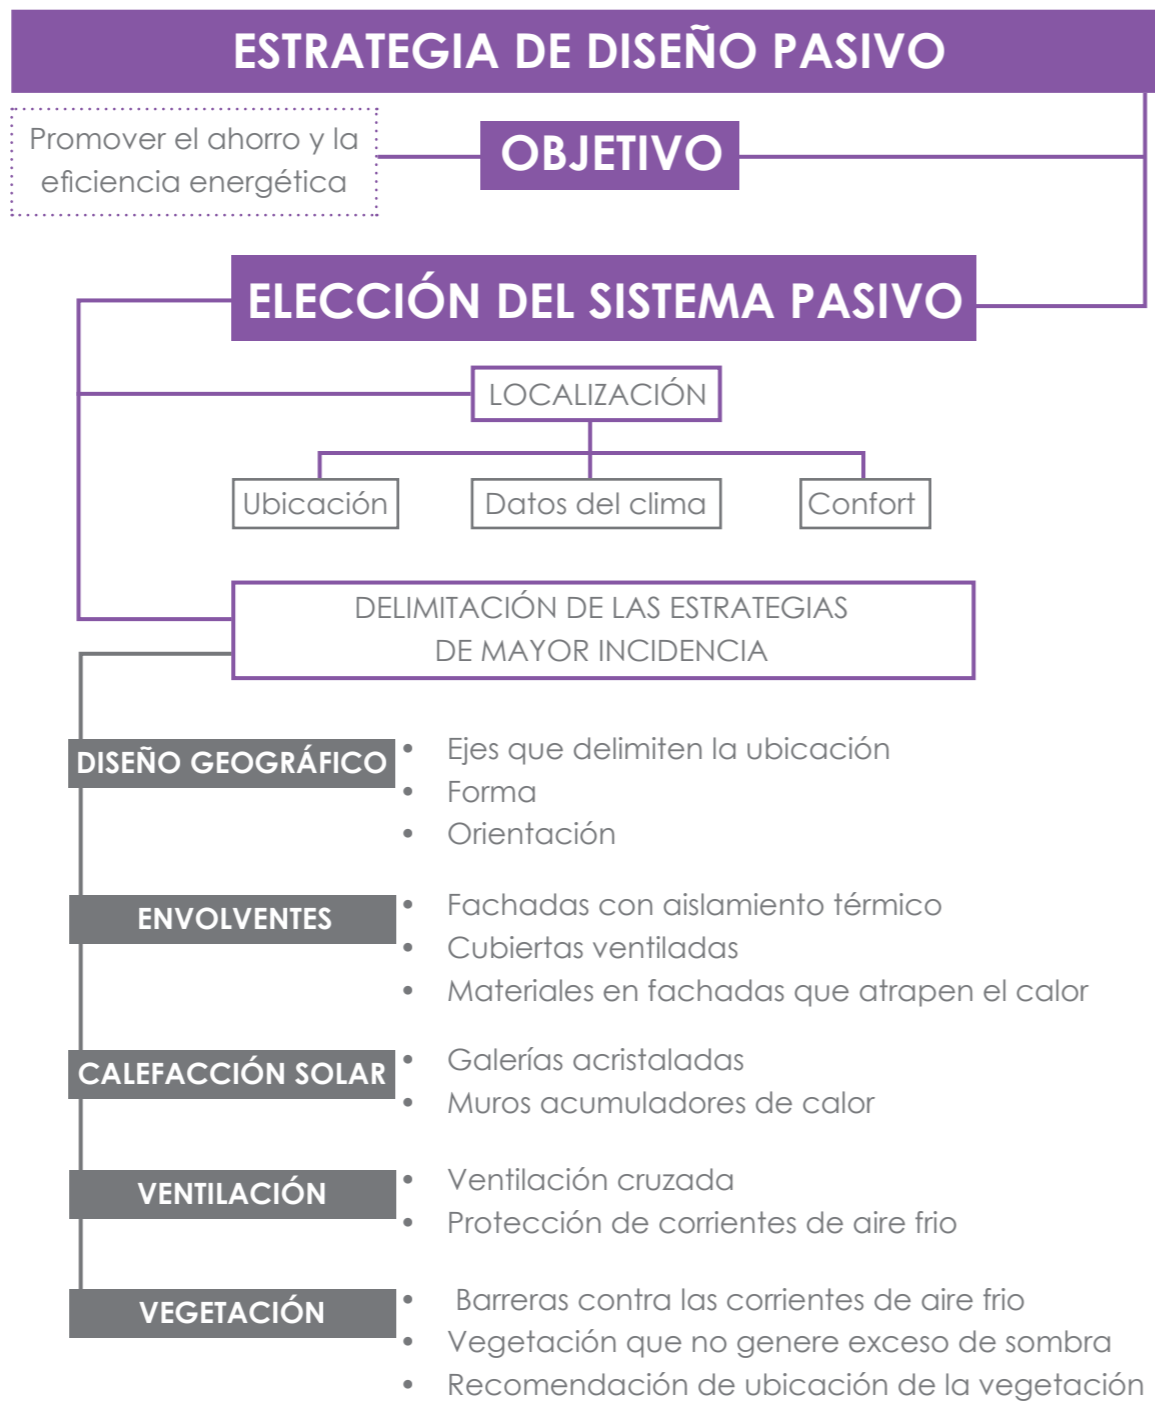 ESTRATEGIA DE DISEÑO PASIVO
Promover el ahorro y la
eficiencia energética
OBJETIVO
ELECCIÓN DEL SISTEMA PASIVO
LOCALIZACIÓN
Ubicación
Datos del clima
Confort
DELIMITACIÓN DE LAS ESTRATEGIAS
DE MAYOR INCIDENCIA
DISEÑO GEOGRÁFICO
• Ejes que delimiten la ubicación
• Forma
• Orientación
ENVOLVENTES
• Fachadas con aislamiento térmico
• Cubiertas ventiladas
• Materiales en fachadas que atrapen el calor
CALEFACCIÓN SOLAR
• Galerías acristaladas
• Muros acumuladores de calor
VENTILACIÓN
• Ventilación cruzada
• Protección de corrientes de aire frio
VEGETACIÓN
• Barreras contra las corrientes de aire frio
• Vegetación que no genere exceso de sombra
• Recomendación de ubicación de la vegetación